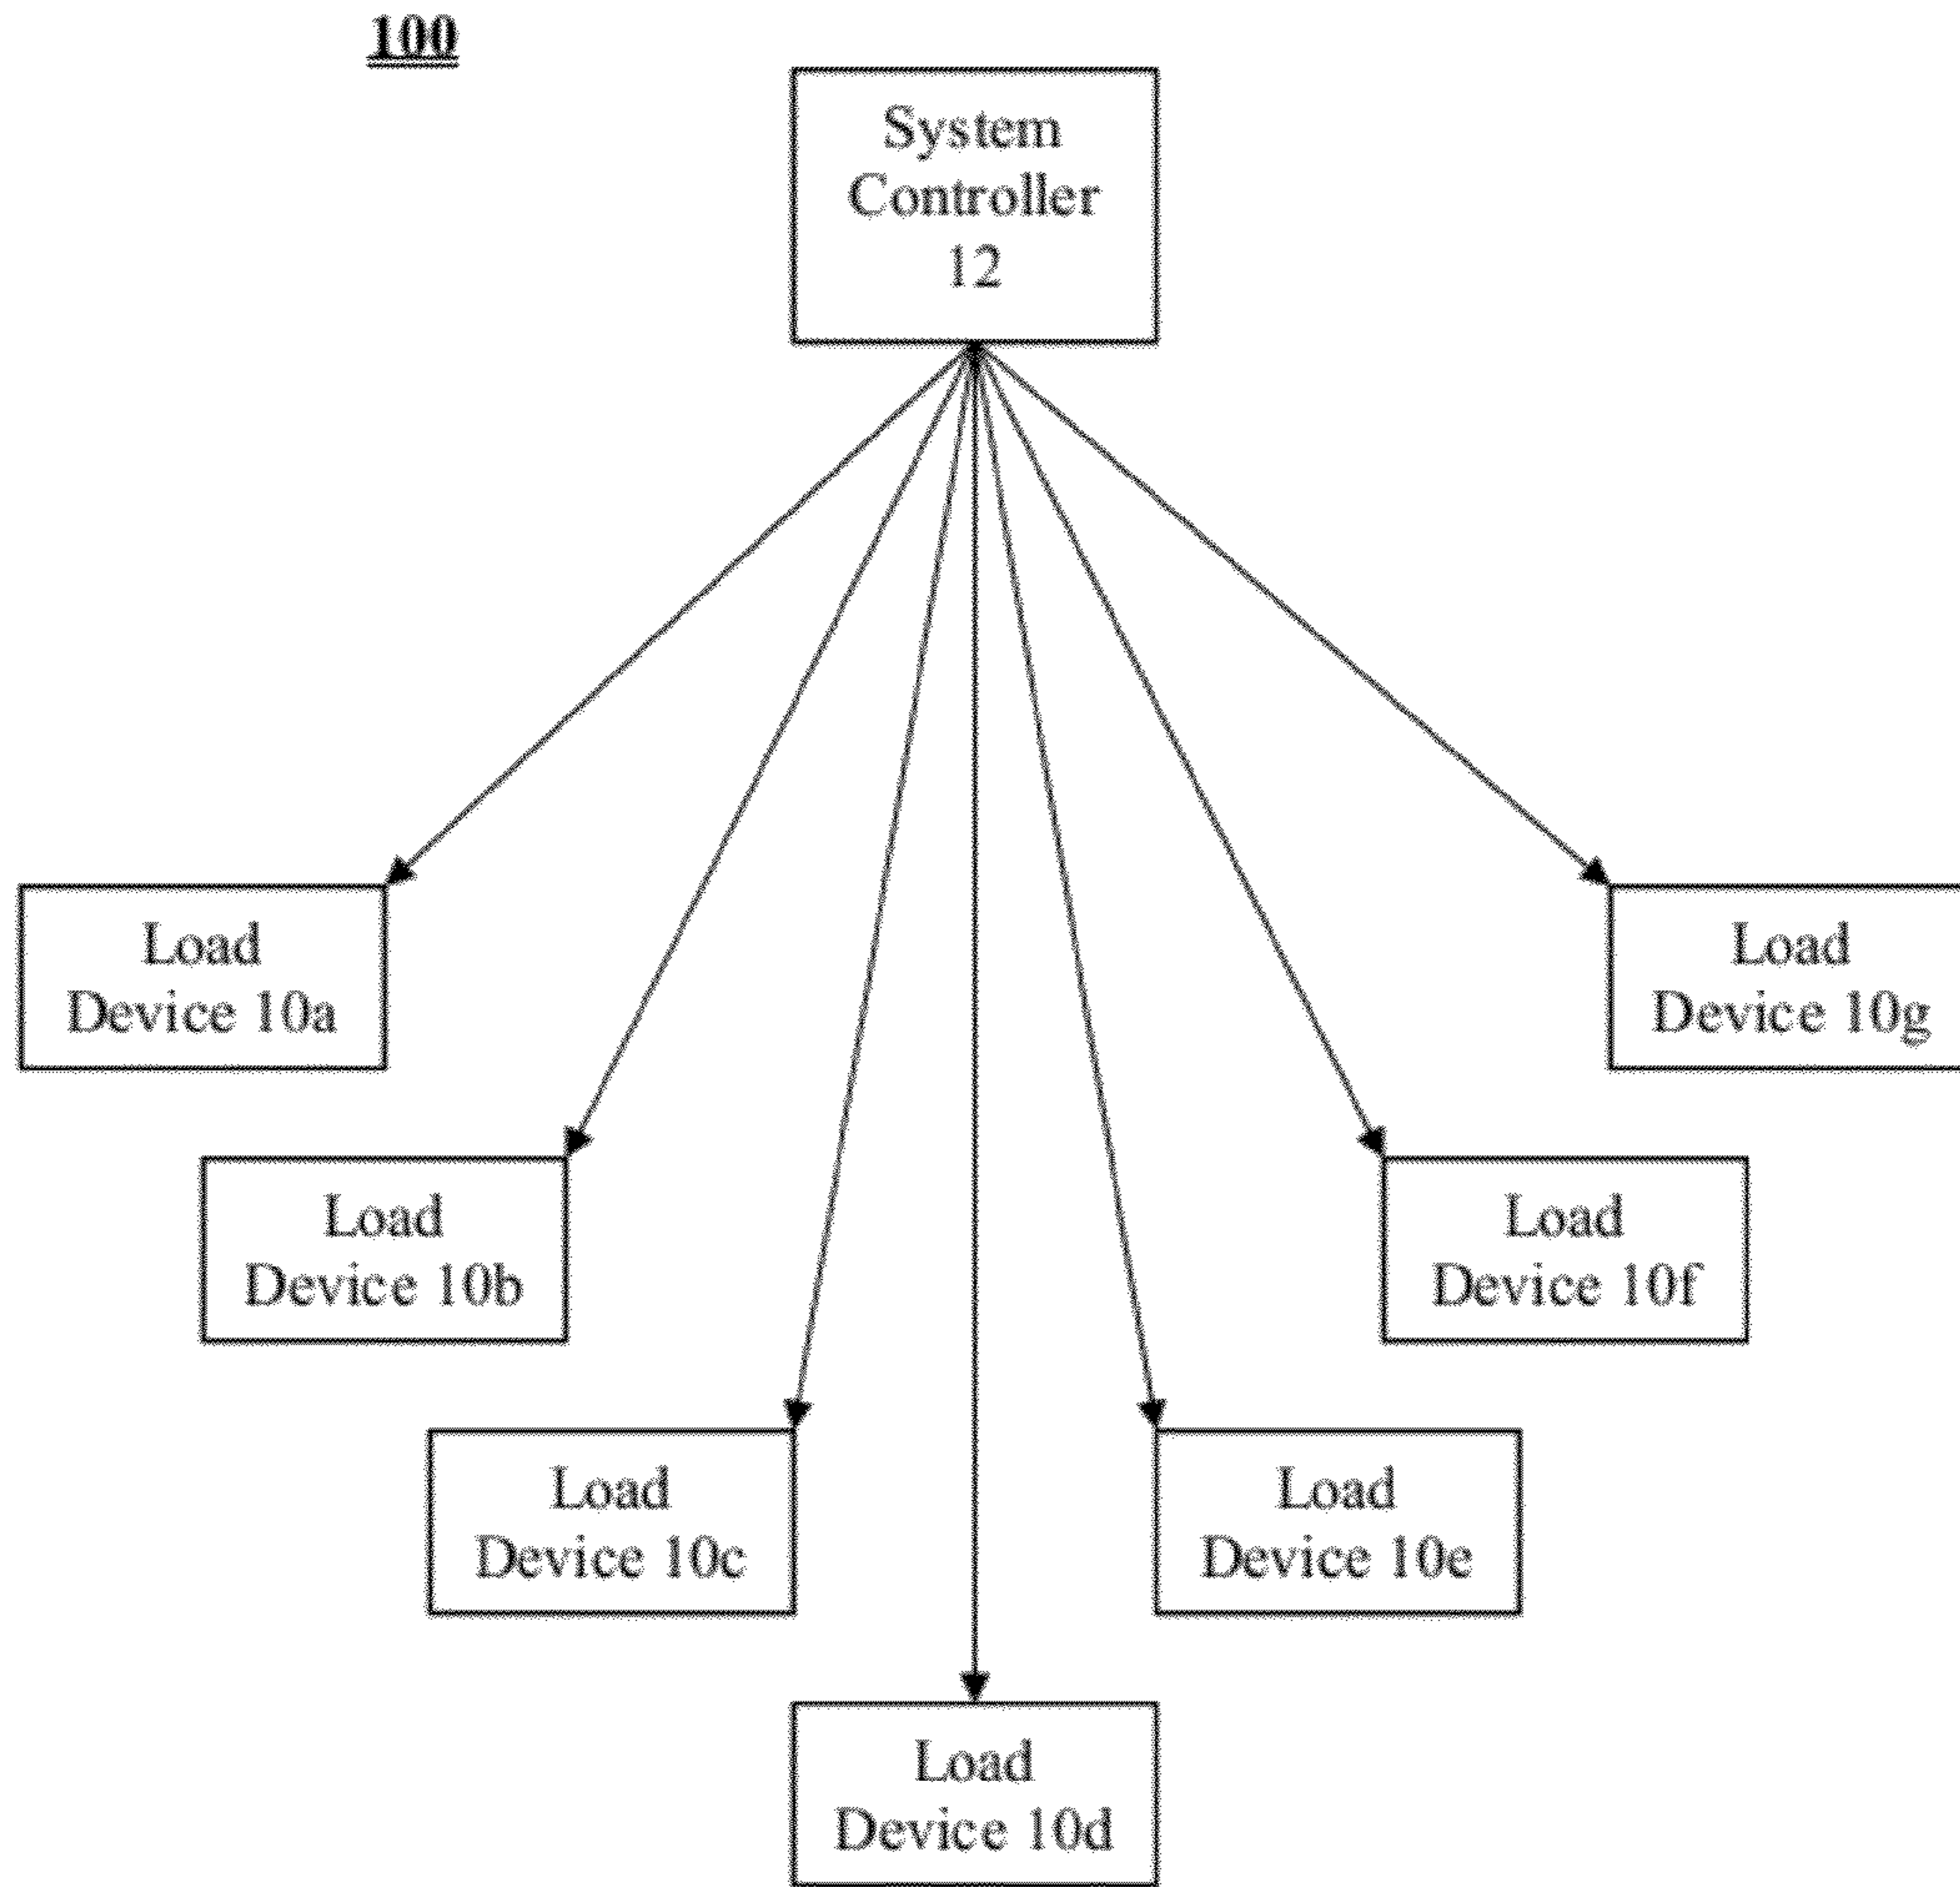 100
System
Controller
12
Load
Device 10a
Load
Device 10g
Load
Device 10b
Load
Device 10f
Load
Device 10c
Load
Device 10e
Load
Device 10d